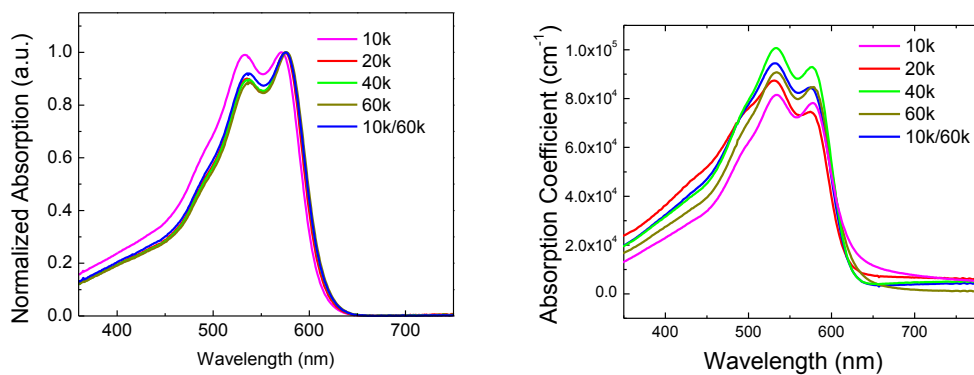 Normalized Absorption (a.u.)
1.0
0.8
0.6
0.4
0.2
0.0
400
500
600
700
Wavelength (nm)
10k
20k
40k
60k
10k/60k
Absorption Coefficient (cm⁻¹)
1.0x10⁵
8.0x10⁴
6.0x10⁴
4.0x10⁴
2.0x10⁴
0.0
400
500
600
700
Wavelength (nm)
10k
20k
40k
60k
10k/60k